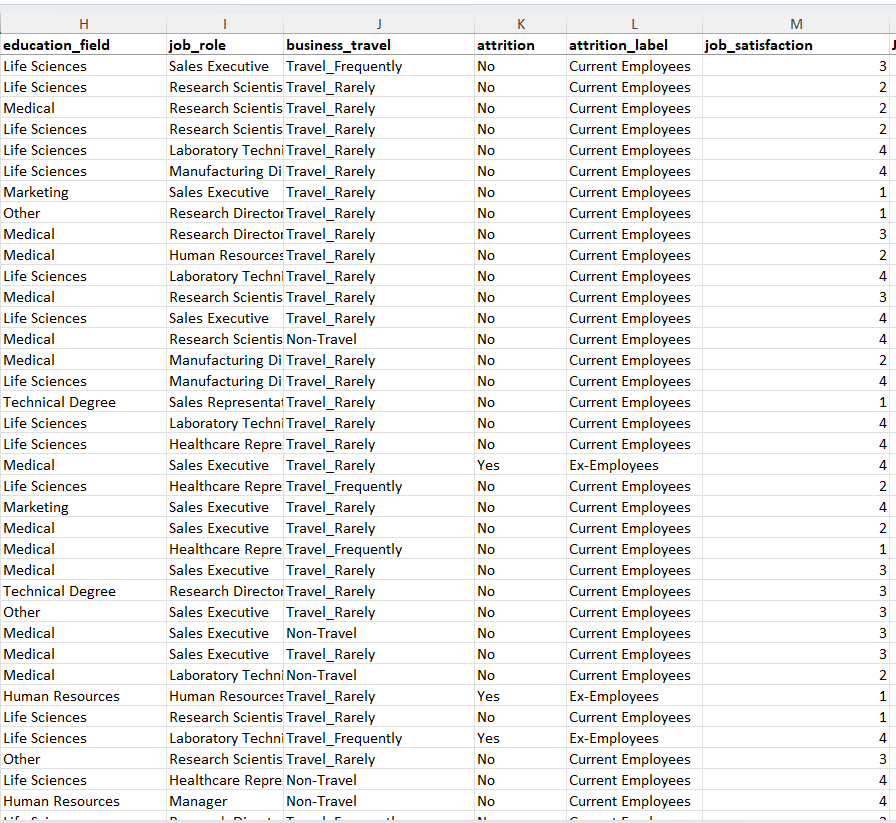 H I J K L M
education_field job_role business_travel attrition attrition_label job_satisfaction
Life Sciences Sales Executive Travel_Frequently No Current Employees 3
Life Sciences Research Scientis Travel_Rarely No Current Employees 2
Medical Research Scientis Travel_Rarely No Current Employees 2
Life Sciences Research Scientis Travel_Rarely No Current Employees 2
Life Sciences Laboratory Techni Travel_Rarely No Current Employees 4
Life Sciences Manufacturing Di Travel_Rarely No Current Employees 4
Marketing Sales Executive Travel_Rarely No Current Employees 1
Other Research Director Travel_Rarely No Current Employees 1
Medical Research Director Travel_Rarely No Current Employees 3
Medical Human Resources Travel_Rarely No Current Employees 2
Life Sciences Laboratory Techni Travel_Rarely No Current Employees 4
Medical Research Scientis Travel_Rarely No Current Employees 3
Life Sciences Sales Executive Travel_Rarely No Current Employees 4
Medical Research Scientis Non-Travel No Current Employees 4
Medical Manufacturing Di Travel_Rarely No Current Employees 2
Life Sciences Manufacturing Di Travel_Rarely No Current Employees 4
Technical Degree Sales Representat Travel_Rarely No Current Employees 1
Life Sciences Laboratory Techni Travel_Rarely No Current Employees 4
Life Sciences Healthcare Repre Travel_Rarely No Current Employees 4
Medical Sales Executive Travel_Rarely Yes Ex-Employees 4
Life Sciences Healthcare Repre Travel_Frequently No Current Employees 2
Marketing Sales Executive Travel_Rarely No Current Employees 4
Medical Sales Executive Travel_Rarely No Current Employees 2
Medical Healthcare Repre Travel_Frequently No Current Employees 1
Medical Sales Executive Travel_Rarely No Current Employees 3
Technical Degree Research Director Travel_Rarely No Current Employees 3
Other Sales Executive Travel_Rarely No Current Employees 3
Medical Sales Executive Non-Travel No Current Employees 3
Medical Sales Executive Travel_Rarely No Current Employees 3
Medical Laboratory Techni Non-Travel No Current Employees 2
Human Resources Human Resources Travel_Rarely Yes Ex-Employees 1
Life Sciences Research Scientis Travel_Rarely No Current Employees 1
Life Sciences Laboratory Techni Travel_Frequently Yes Ex-Employees 4
Other Research Scientis Travel_Rarely No Current Employees 3
Life Sciences Healthcare Repre Non-Travel No Current Employees 4
Human Resources Manager Non-Travel No Current Employees 4